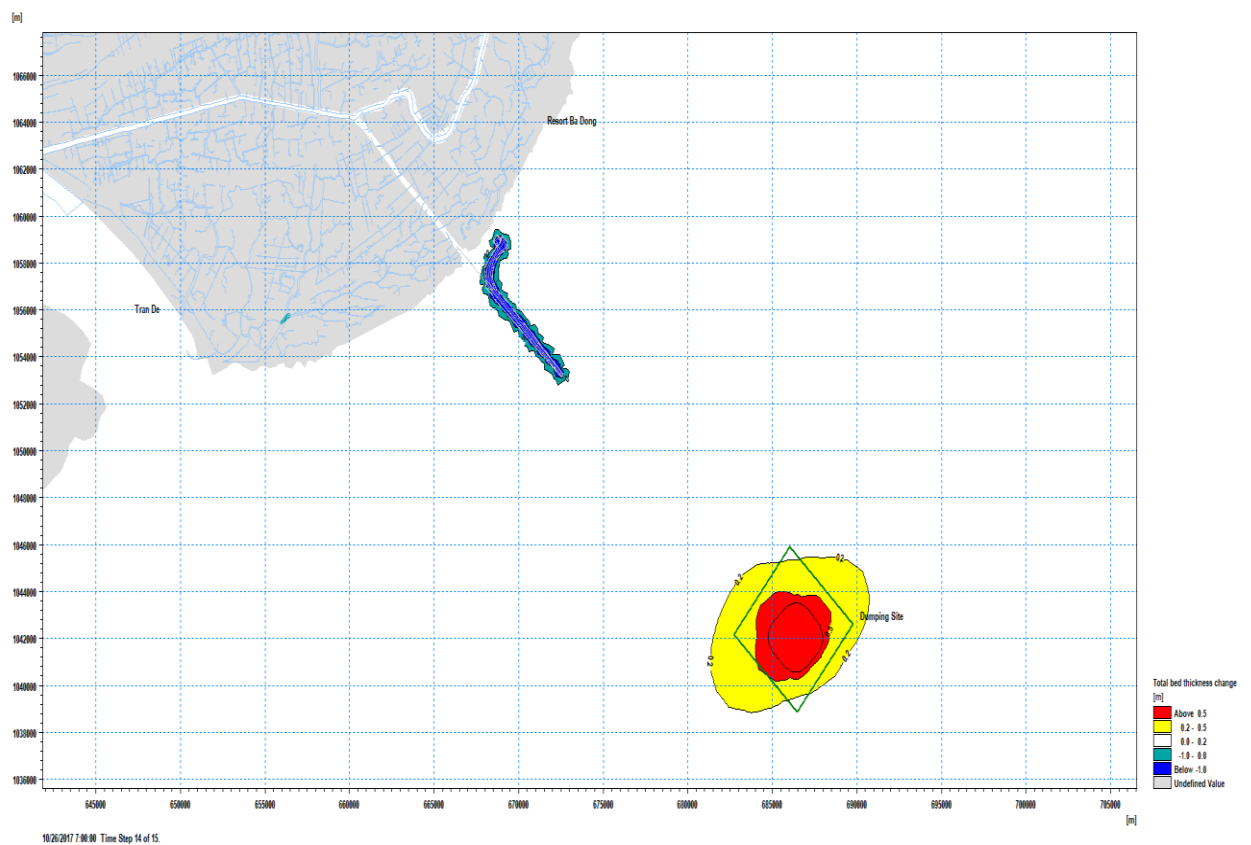 [m]
1066000
1064000
Resort Ba Dong
1062000
1060000
1058000
1056000
Tran De
1054000
1052000
1050000
1048000
1046000
0.2
0.2
1044000
Dumping Site
0.5
1042000
0.2
0.2
1040000
1038000
1036000
645000 650000 655000 660000 665000 670000 675000 680000 685000 690000 695000 700000 705000
[m]
Total bed thickness change
[m]
Above 0.5
0.2 - 0.5
0.0 - 0.2
-1.0 - 0.0
Below -1.0
Undefined Value
10/26/2017 7:00:00 Time Step 14 of 15.